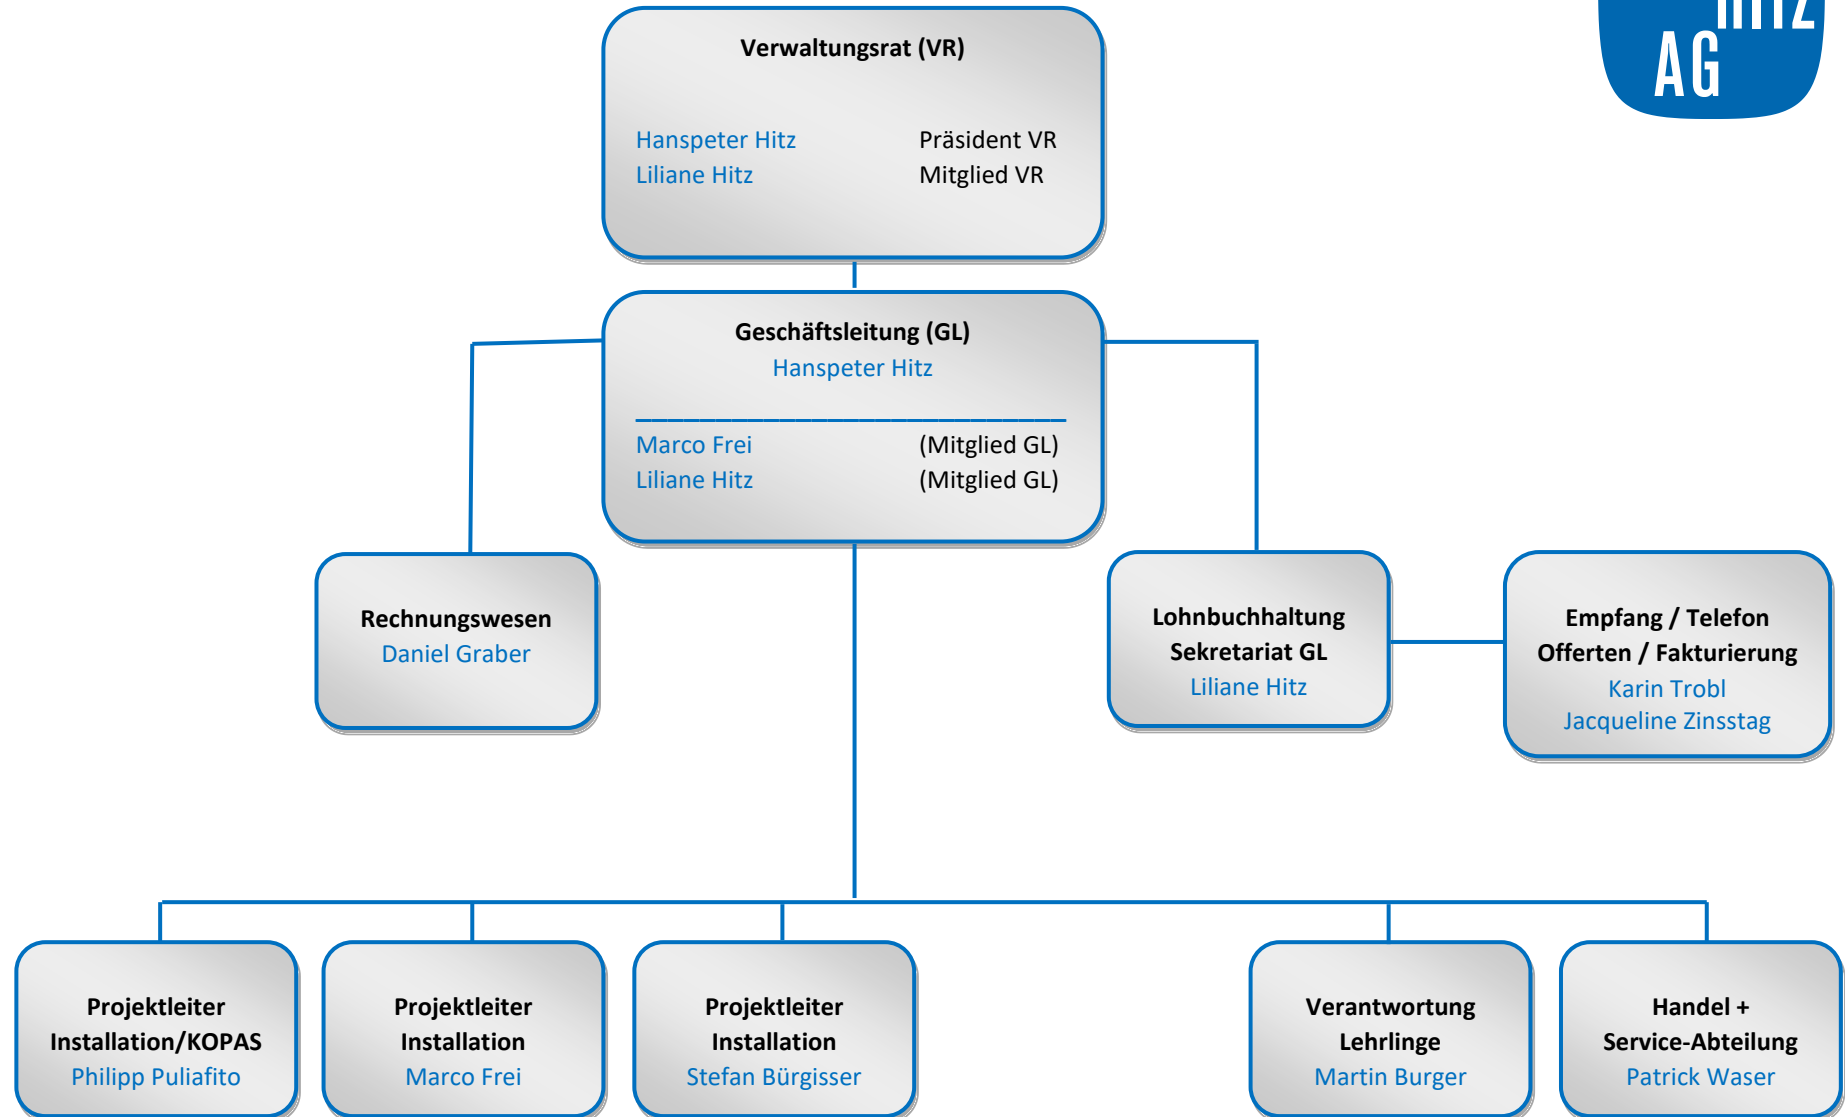 HITZ
AG
Verwaltungsrat (VR)
Hanspeter Hitz Präsident VR
Liliane Hitz Mitglied VR
Geschäftsleitung (GL)
Hanspeter Hitz
Marco Frei (Mitglied GL)
Liliane Hitz (Mitglied GL)
Rechnungswesen
Daniel Graber
Lohnbuchhaltung
Sekretariat GL
Liliane Hitz
Empfang / Telefon
Offerten / Fakturierung
Karin Trobl
Jacqueline Zinsstag
Projektleiter
Installation/KOPAS
Philipp Puliafito
Projektleiter
Installation
Marco Frei
Projektleiter
Installation
Stefan Bürgisser
Verantwortung
Lehrlinge
Martin Burger
Handel +
Service-Abteilung
Patrick Waser